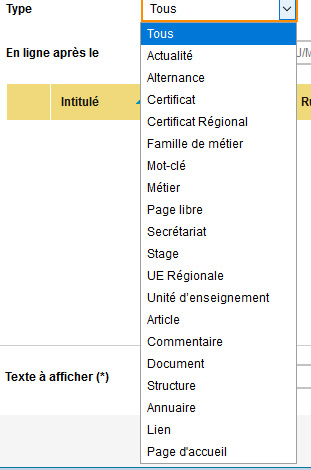 Type Tous
Tous
Actualité
En ligne après le
Alternance
Intitulé Certificat
Certificat Régional
Famille de métier
Mot-clé
Métier
Page libre
Secrétariat
Stage
UE Régionale
Unité d'enseignement
Article
Commentaire
Texte à afficher (*) Document
Structure
Annuaire
Lien
Page d'accueil